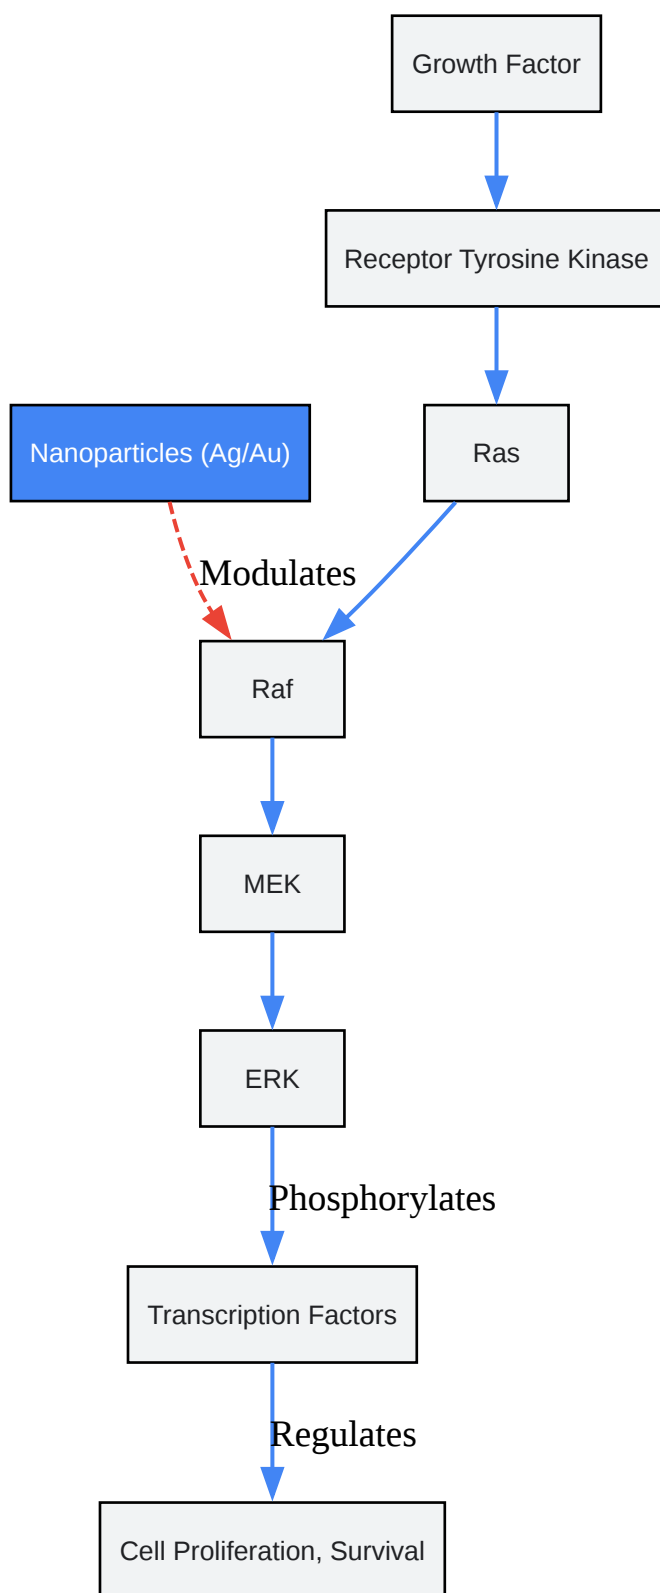 Growth Factor
Receptor Tyrosine Kinase
Nanoparticles (Ag/Au)
Ras
Modulates
Raf
MEK
ERK
Phosphorylates
Transcription Factors
Regulates
Cell Proliferation, Survival